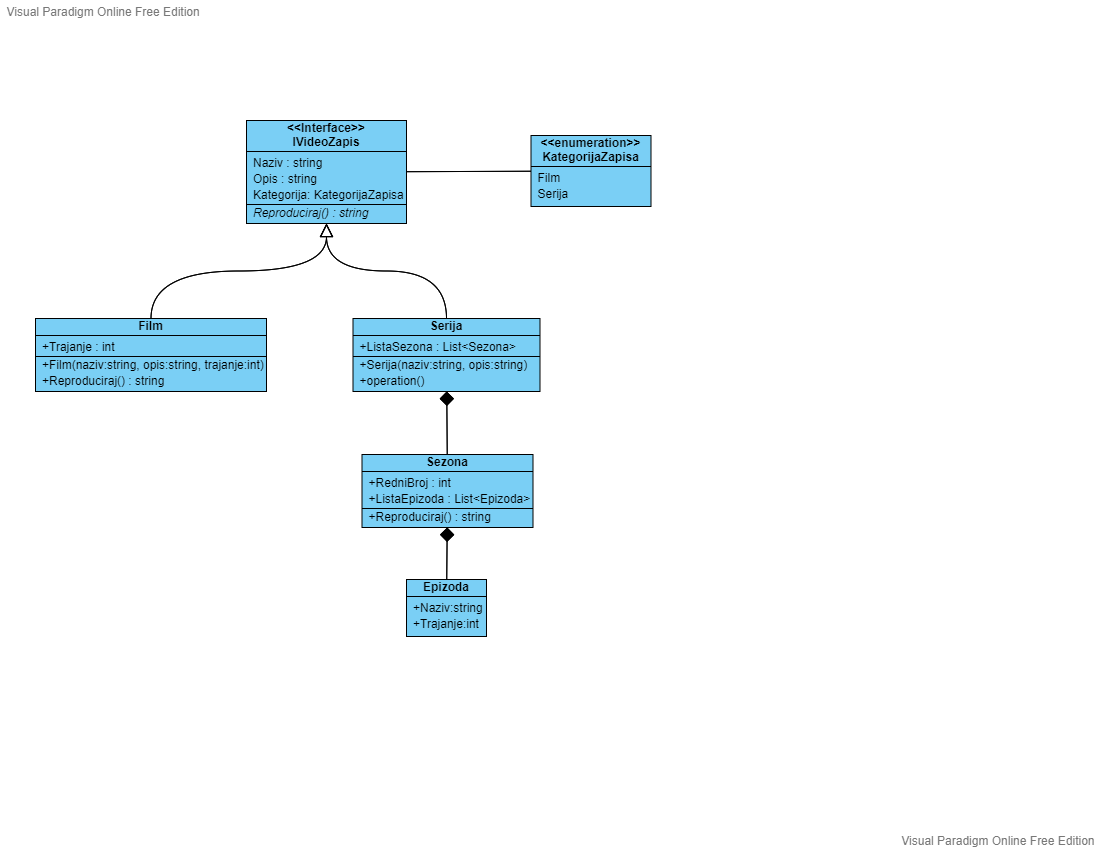 Visual Paradigm Online Free Edition
<<Interface>>
IVideoZapis
Naziv : string
Opis : string
Kategorija: KategorijaZapisa
Reproduciraj() : string
<<enumeration>>
KategorijaZapisa
Film
Serija
Film
+Trajanje : int
+Film(naziv:string, opis:string, trajanje:int)
+Reproduciraj() : string
Serija
+ListaSezona : List<Sezona>
+Serija(naziv:string, opis:string)
+operation()
Sezona
+RedniBroj : int
+ListaEpizoda : List<Epizoda>
+Reproduciraj() : string
Epizoda
+Naziv:string
+Trajanje:int
Visual Paradigm Online Free Edition